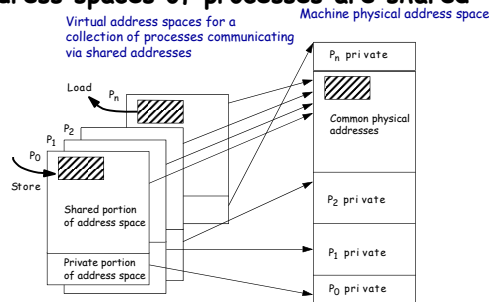 dress spaces of processes are shared
Virtual address spaces for a
collection of processes communicating
via shared addresses
Machine physical address space
Load
Pn
P2
P1
P0
Store
Shared portion
of address space
Private portion
of address space
Pn private
Common physical
addresses
P2 private
P1 private
P0 private